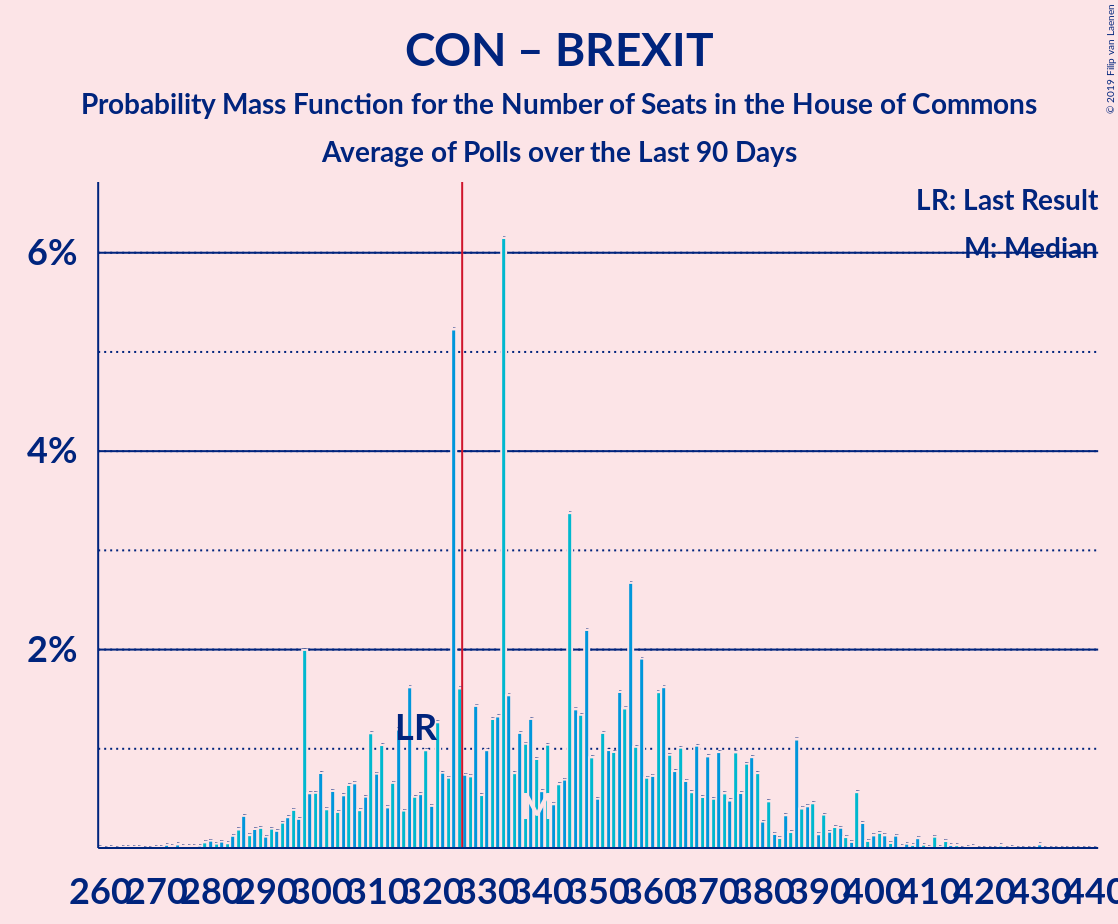 CON – BREXIT
Probability Mass Function for the Number of Seats in the House of Commons
Average of Polls over the Last 90 Days
© 2019 Filip van Laenen
LR: Last Result
M: Median
6%
4%
2%
LR
M
260 270 280 290 300 310 320 330 340 350 360 370 380 390 400 410 420 430 440